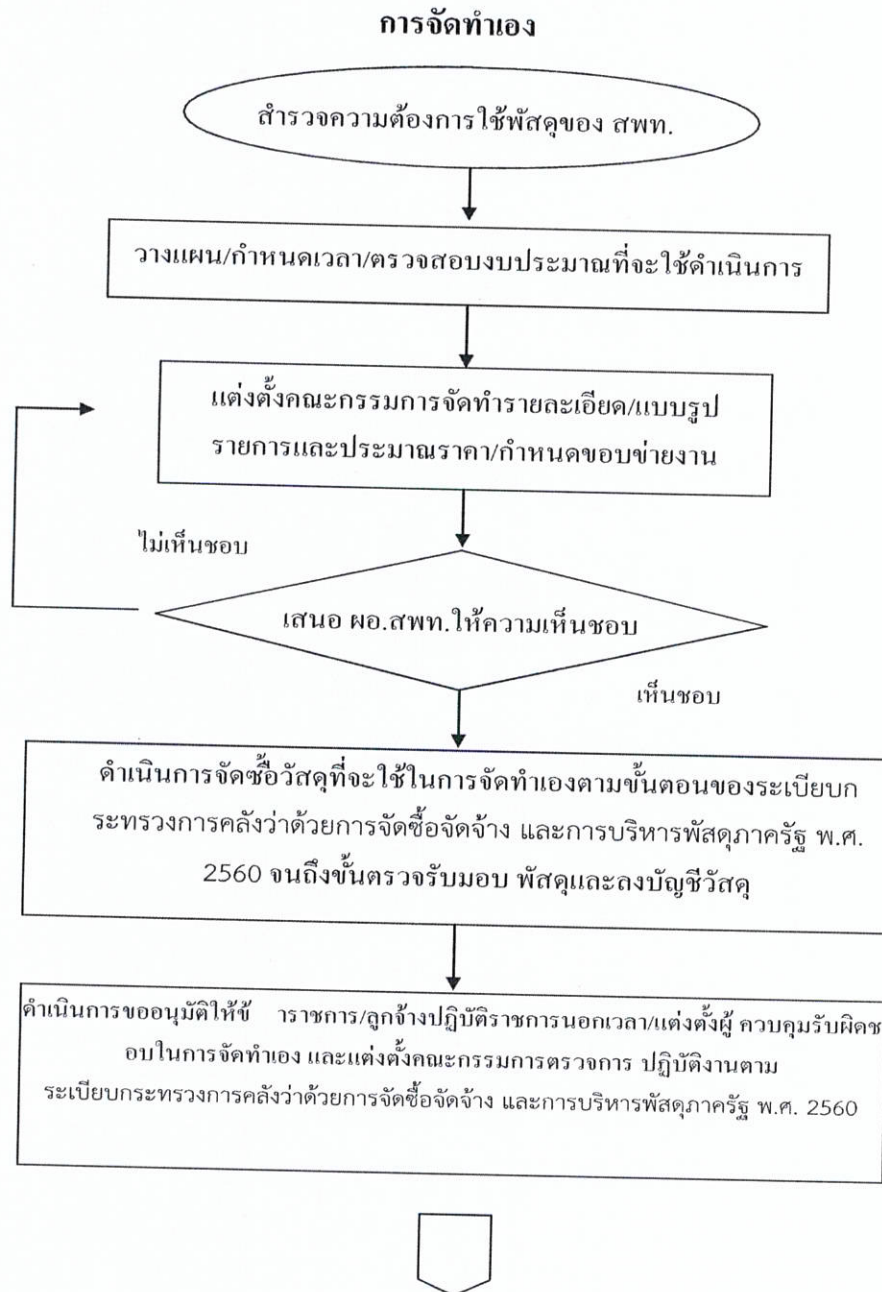 การจัดทำเอง
สำรวจความต้องการใช้พัสดุของ สพท.
วางแผน/กำหนดเวลา/ตรวจสอบงบประมาณที่จะใช้ดำเนินการ
แต่งตั้งคณะกรรมการจัดทำรายละเอียด/แบบรูป
รายการและประมาณราคา/กำหนดขอบข่ายงาน
ไม่เห็นชอบ
เสนอ ผอ.สพท.ให้ความเห็นชอบ
เห็นชอบ
ดำเนินการจัดซื้อวัสดุที่จะใช้ในการจัดทำเองตามขั้นตอนของระเบียบก
ระทรวงการคลังว่าด้วยการจัดซื้อจัดจ้าง และการบริหารพัสดุภาครัฐ พ.ศ.
2560 จนถึงขั้นตรวจรับมอบ พัสดุและลงบัญชีวัสดุ
ดำเนินการขออนุมัติให้ข้ าราชการ/ลูกจ้างปฏิบัติราชการนอกเวลา/แต่งตั้งผู้ ควบคุมรับผิดช
อบในการจัดทำเอง และแต่งตั้งคณะกรรมการตรวจการ ปฏิบัติงานตาม
ระเบียบกระทรวงการคลังว่าด้วยการจัดซื้อจัดจ้าง และการบริหารพัสดุภาครัฐ พ.ศ. 2560